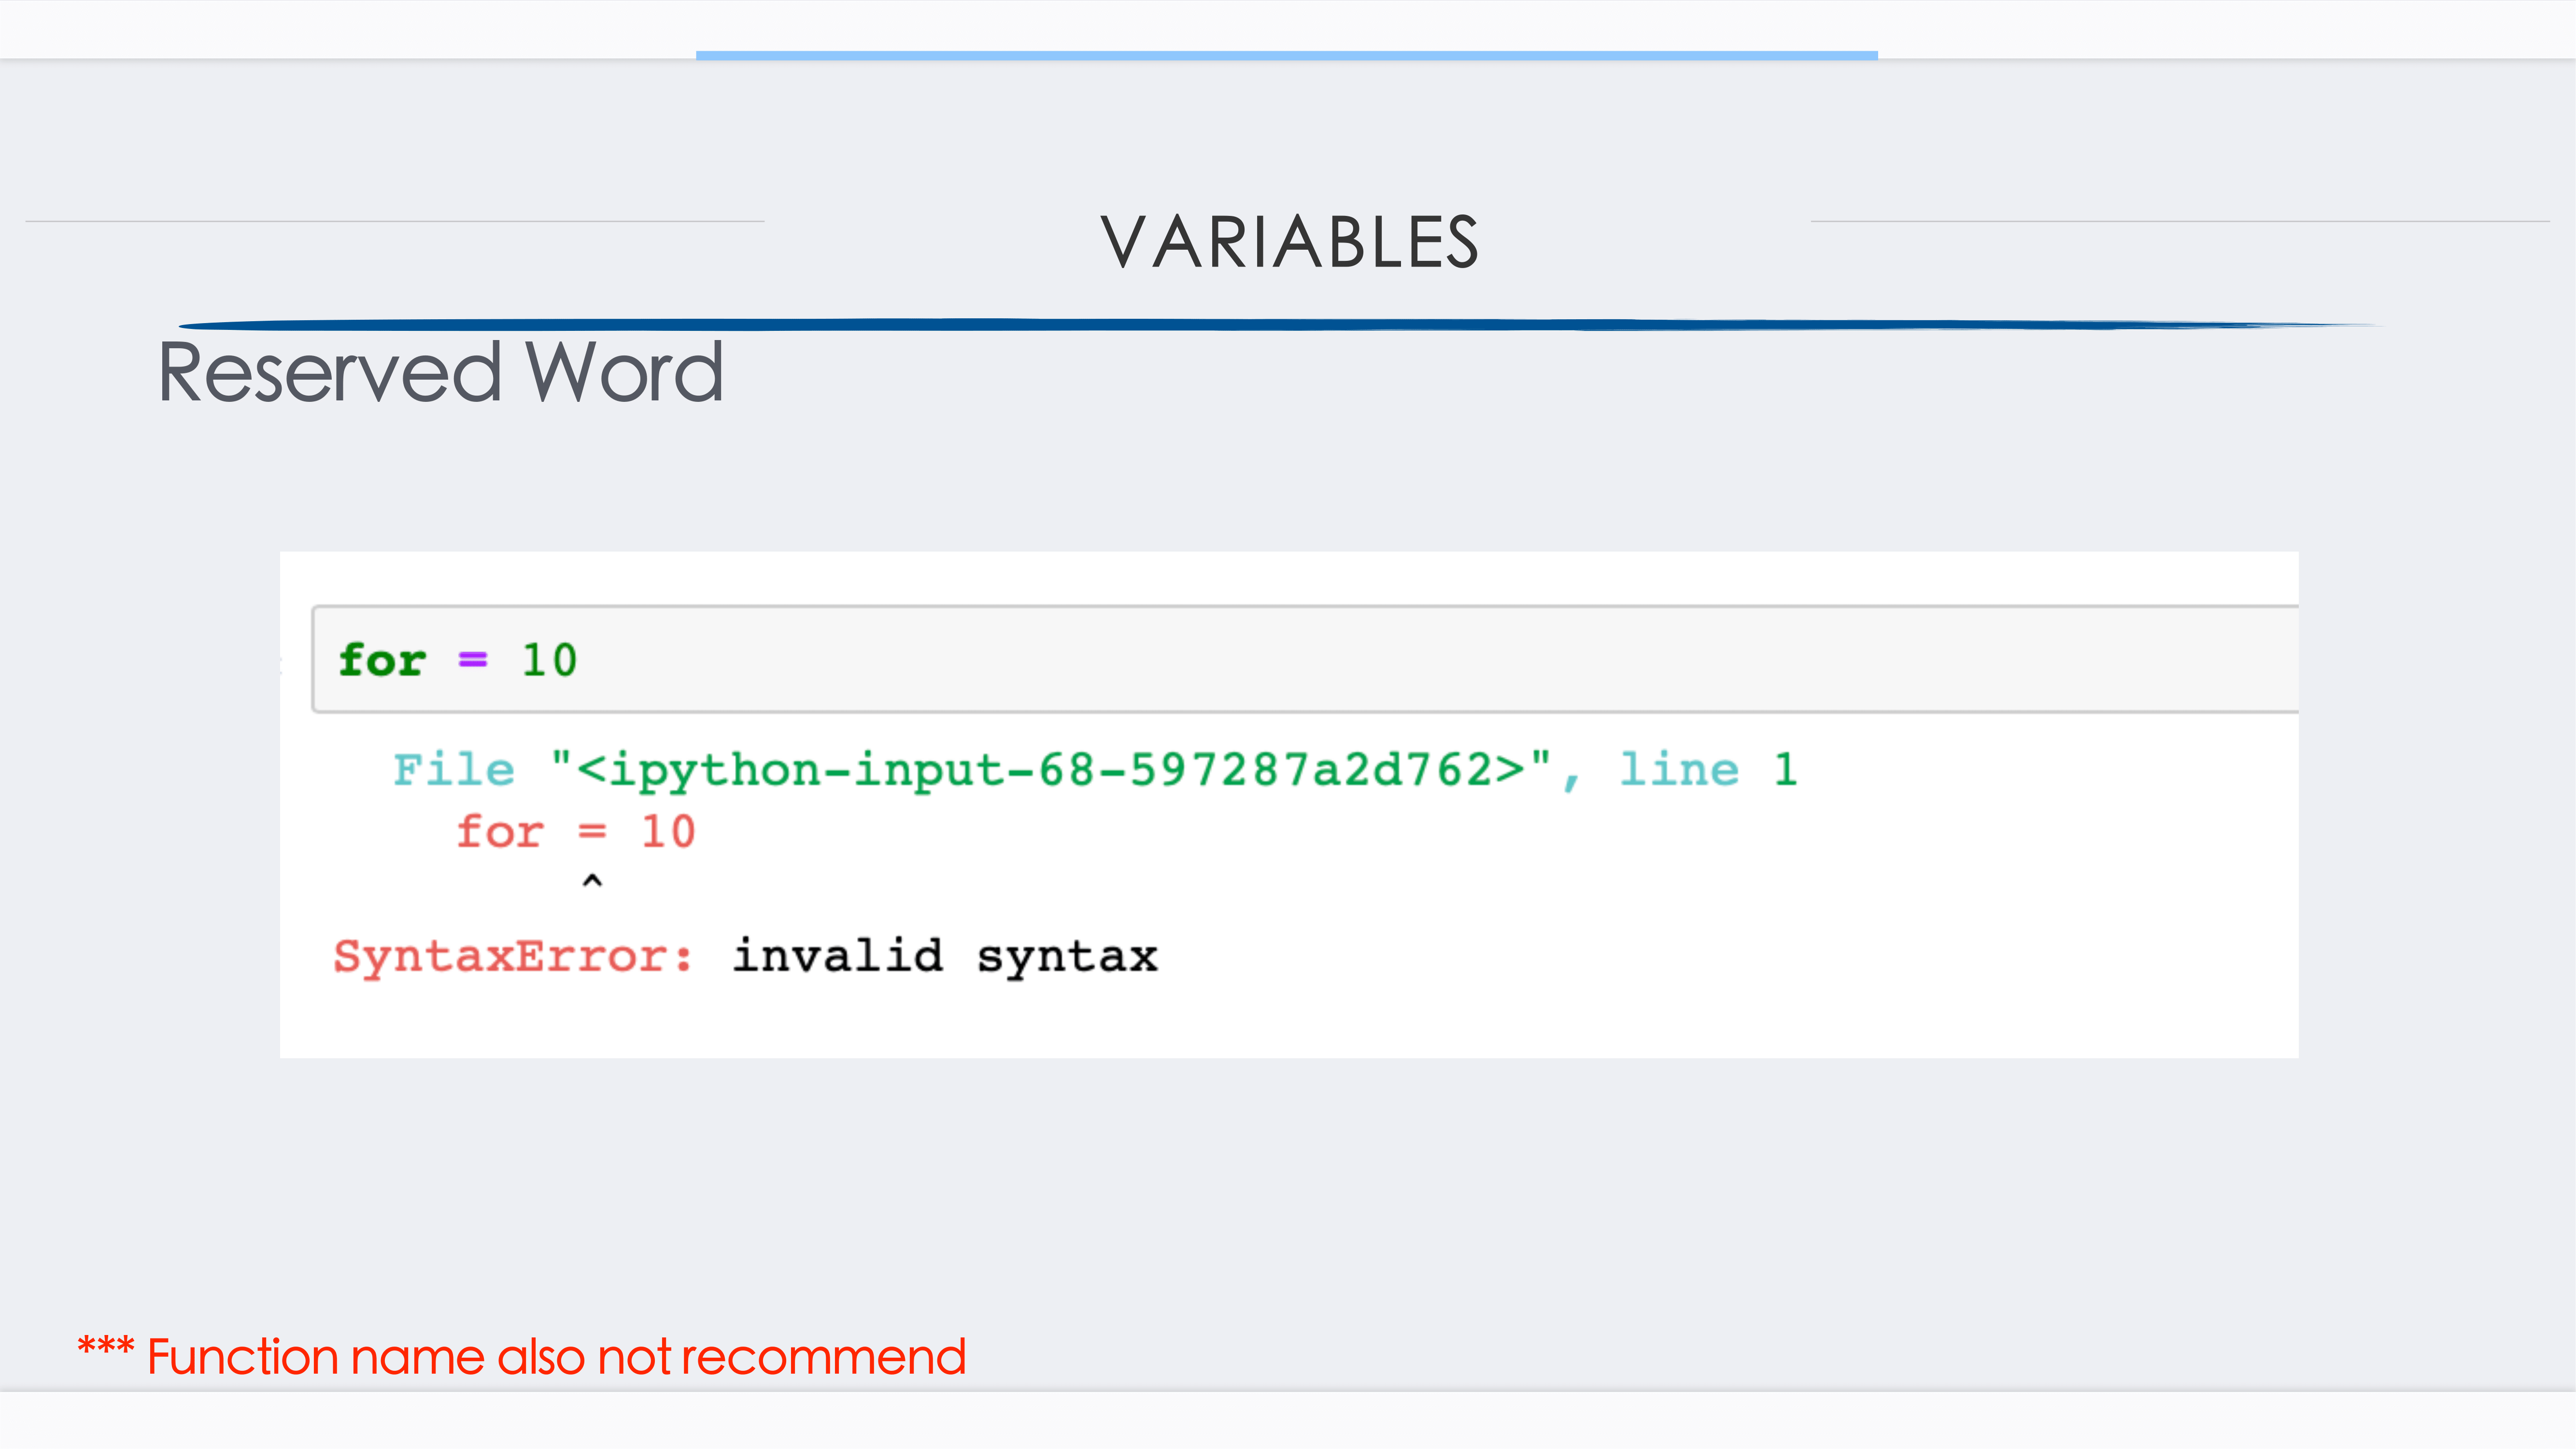 VARIABLES
Reserved Word
for = 10
File "<ipython-input-68-597287a2d762>", line 1
for = 10
^
SyntaxError: invalid syntax
*** Function name also not recommend